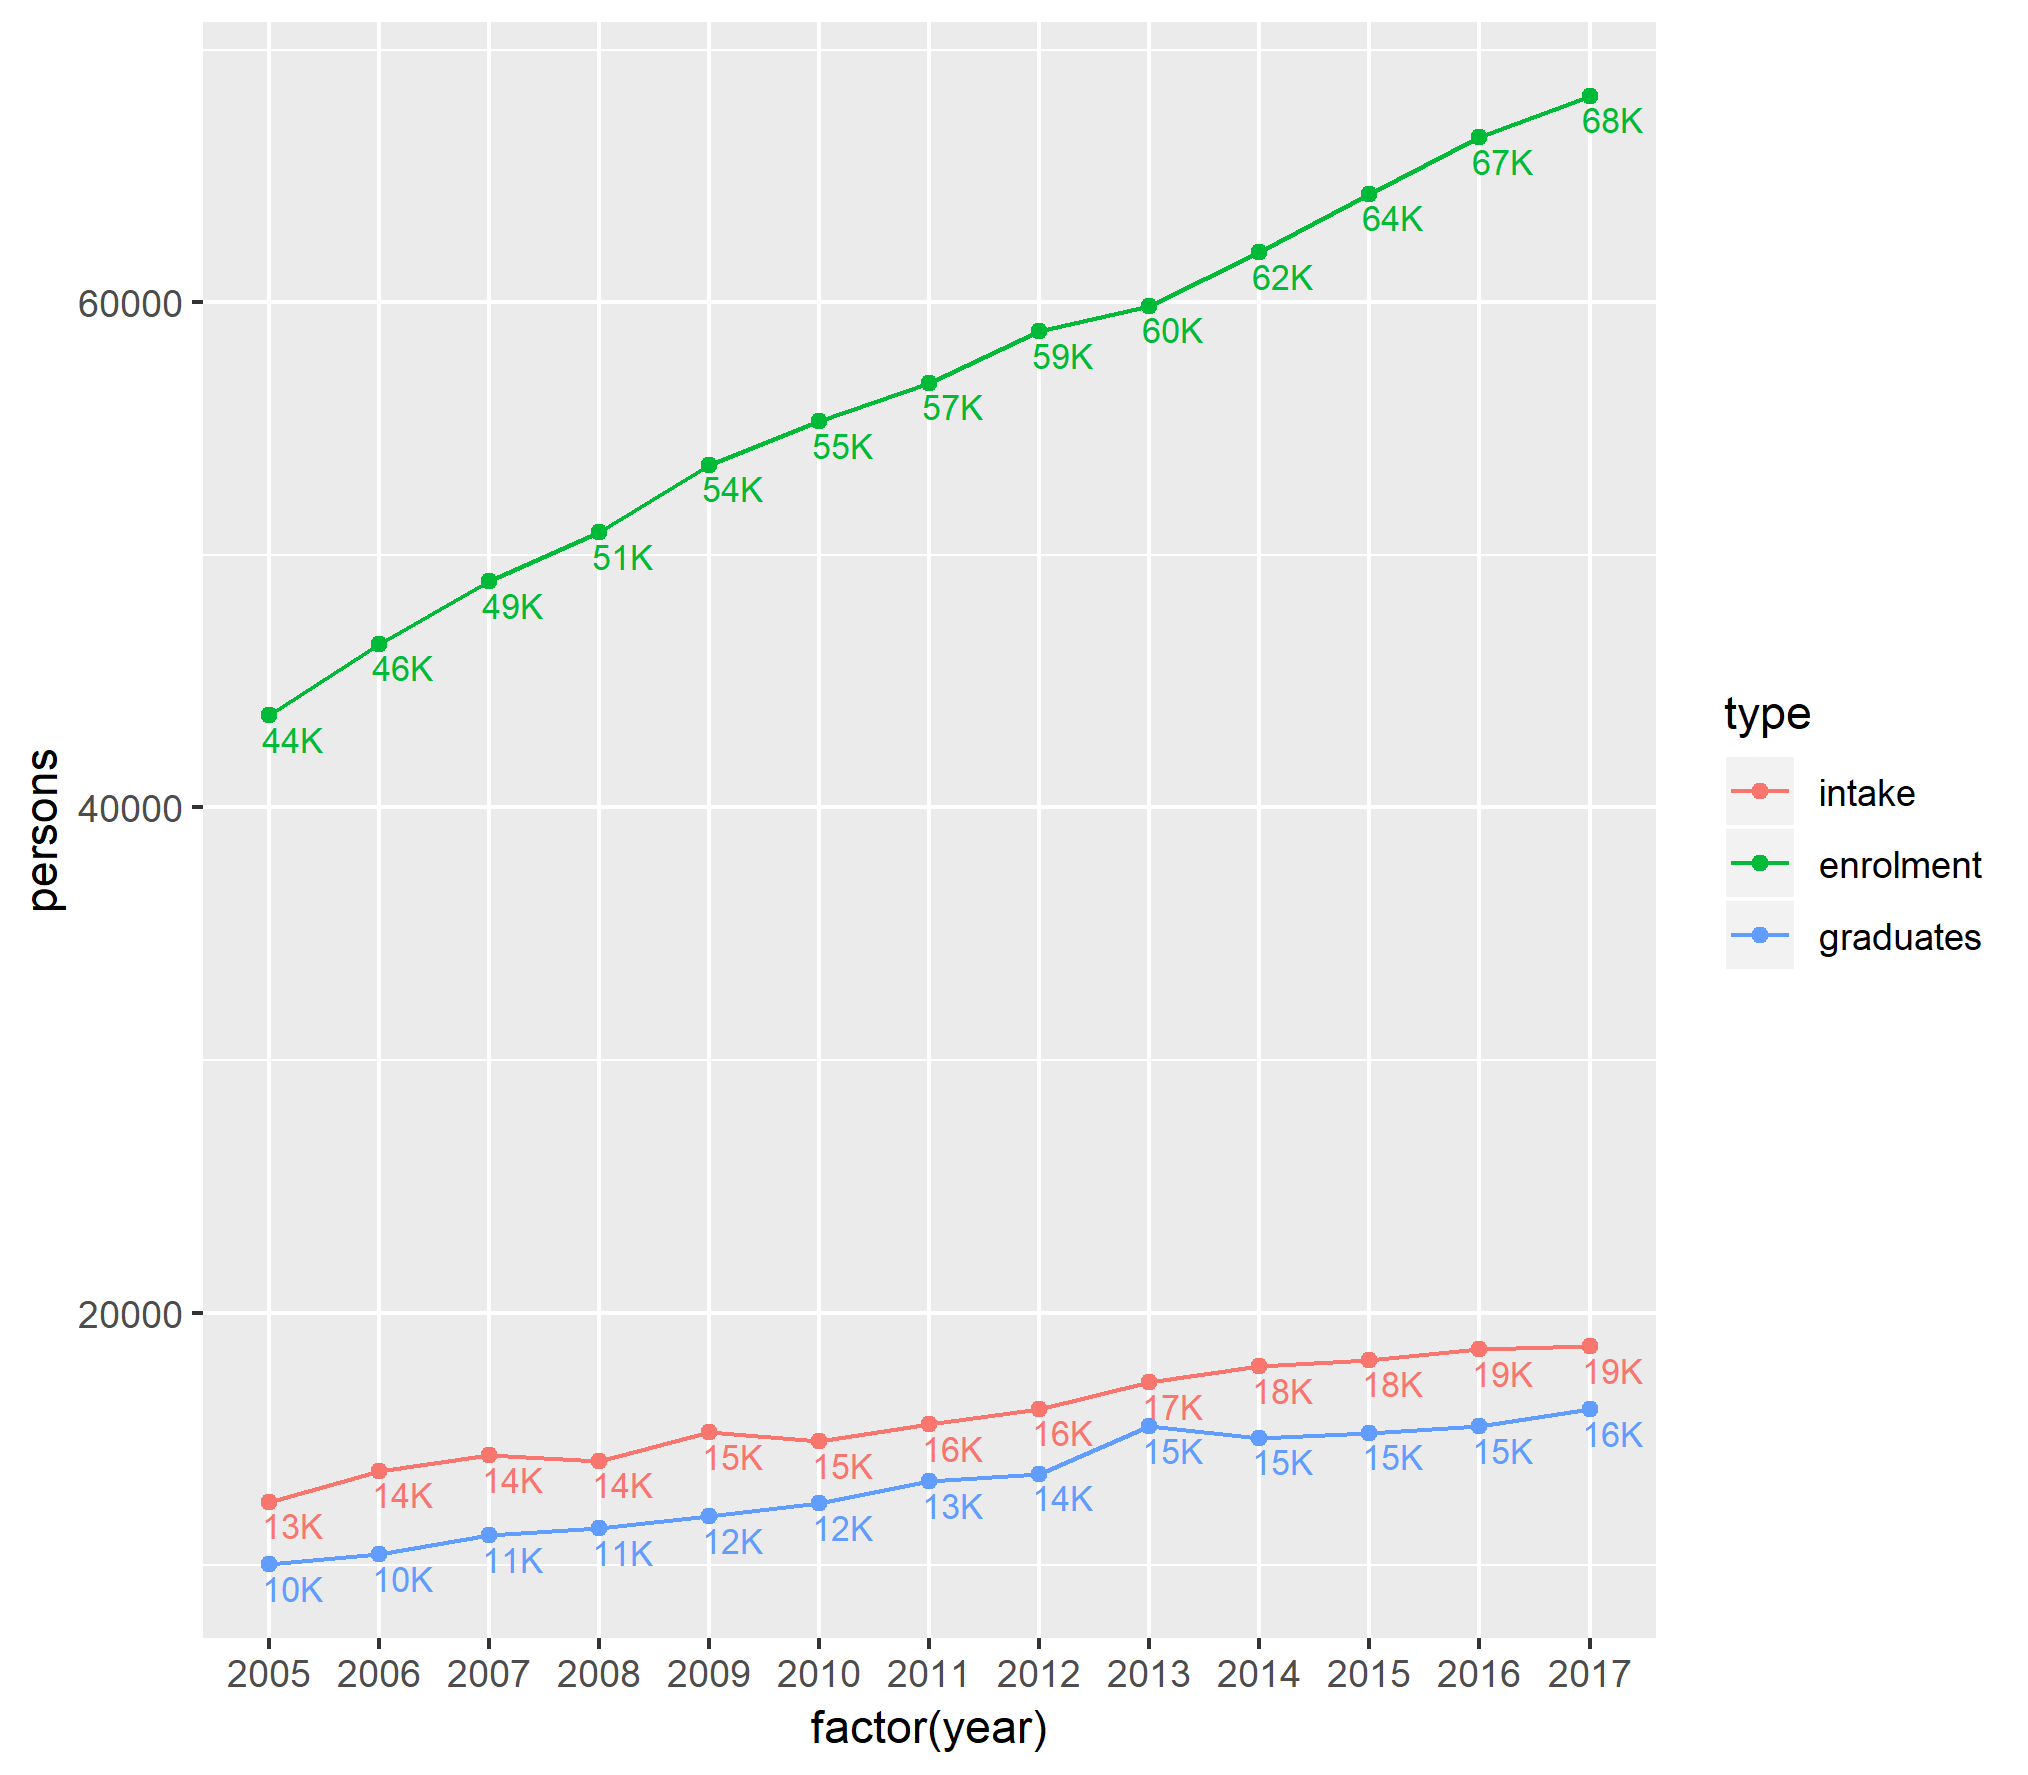 68K
67K
64K
60000
62K
60K
59K
57K
55K
54K
51K
49K
46K
44K
40000
persons
type
intake
enrolment
graduates
20000
13K 14K 14K 14K 15K 15K 16K 16K 17K 18K 18K 19K 19K
10K 10K 11K 11K 12K 12K 13K 14K 15K 15K 15K 15K 16K
2005 2006 2007 2008 2009 2010 2011 2012 2013 2014 2015 2016 2017
factor(year)